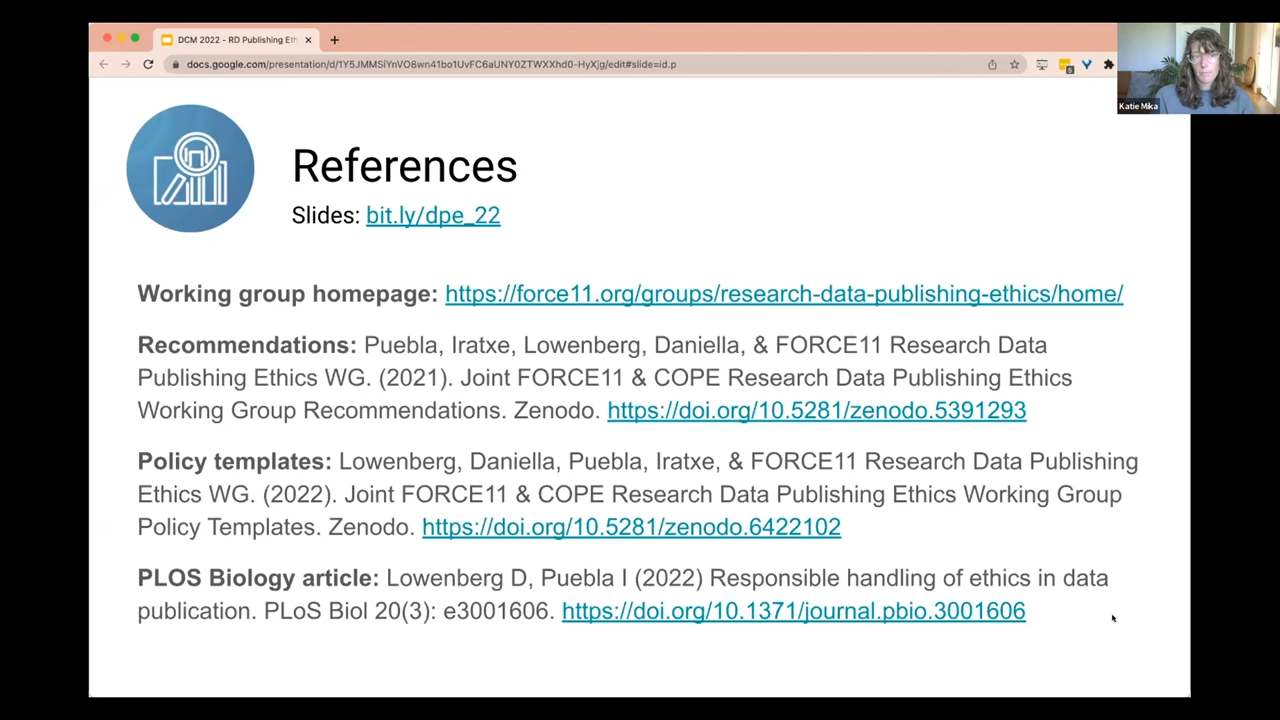 DCM 2022 - RD Publishing Eth
docs.google.com/presentation/d/1Y5JMMSiYnVO8wn41bo1UvFC6aUNY0ZTWXXhd0-HyXjg/edit#slide=id.p
Katie Mika
References
Slides: bit.ly/dpe_22
Working group homepage: https://force11.org/groups/research-data-publishing-ethics/home/
Recommendations: Puebla, Iratxe, Lowenberg, Daniella, & FORCE11 Research Data
Publishing Ethics WG. (2021). Joint FORCE11 & COPE Research Data Publishing Ethics
Working Group Recommendations. Zenodo. https://doi.org/10.5281/zenodo.5391293
Policy templates: Lowenberg, Daniella, Puebla, Iratxe, & FORCE11 Research Data Publishing
Ethics WG. (2022). Joint FORCE11 & COPE Research Data Publishing Ethics Working Group
Policy Templates. Zenodo. https://doi.org/10.5281/zenodo.6422102
PLOS Biology article: Lowenberg D, Puebla I (2022) Responsible handling of ethics in data
publication. PLoS Biol 20(3): e3001606. https://doi.org/10.1371/journal.pbio.3001606